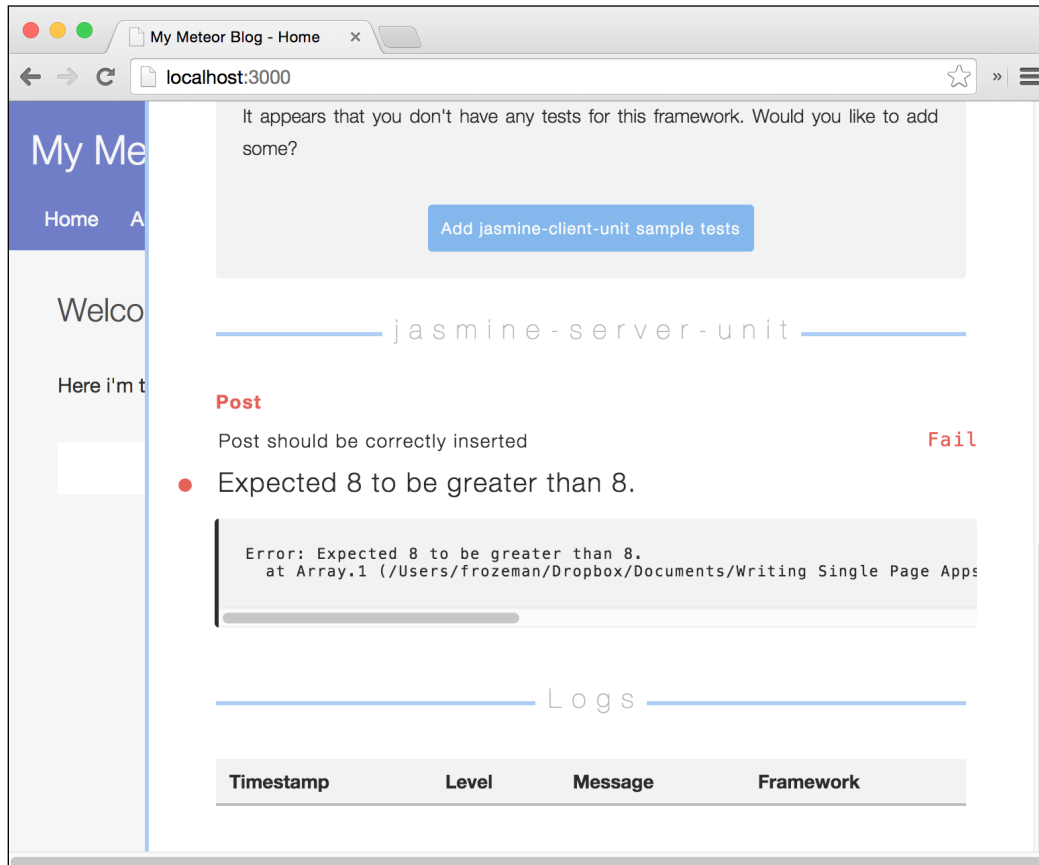 My Meteor Blog - Home
localhost:3000
It appears that you don't have any tests for this framework. Would you like to add
some?
My Me
Home A
Add jasmine-client-unit sample tests
Welco
jasmine-server-unit
Here i'm t
Post
Post should be correctly inserted Fail
Expected 8 to be greater than 8.
Error: Expected 8 to be greater than 8.
at Array.1 (/Users/frozeman/Dropbox/Documents/Writing Single Page Apps
Logs
Timestamp Level Message Framework